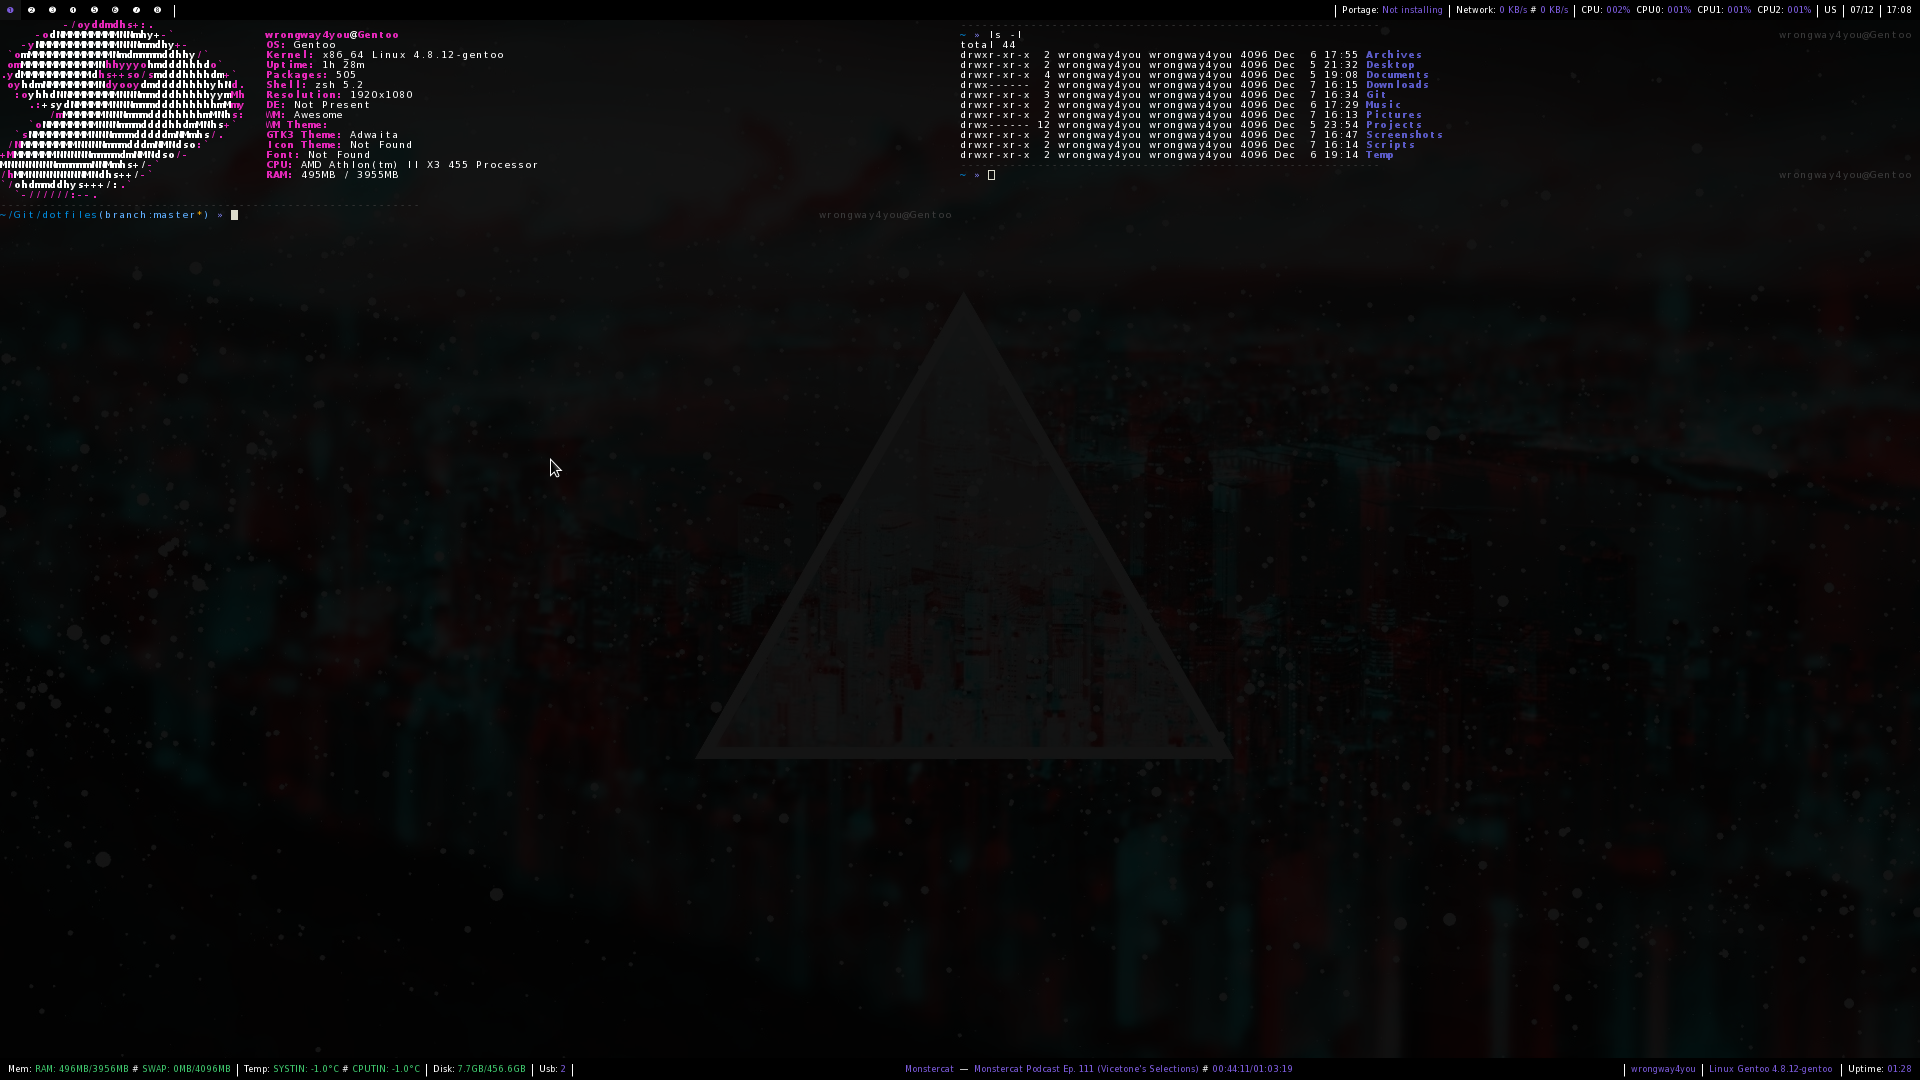 ❶ ❷ ❸ ❹ ❺ ❻ ❼ ❽ | | Portage: Not installing | Network: 0 KB/s # 0 KB/s | CPU: 002% CPU0: 001% CPU1: 001% CPU2: 001% | US | 07/12 | 17:08
wrongway4you@Gentoo
OS: Gentoo
Kernel: x86_64 Linux 4.8.12-gentoo
Uptime: 1h 28m
Packages: 505
Shell: zsh 5.2
Resolution: 1920x1080
DE: Not Present
WM: Awesome
WM Theme:
GTK3 Theme: Adwaita
Icon Theme: Not Found
Font: Not Found
CPU: AMD Athlon(tm) II X3 455 Processor
RAM: 495MB / 3955MB
~/Git/dotfiles(branch:master*) » wrongway4you@Gentoo
~ » ls -l wrongway4you@Gentoo
total 44
drwxr-xr-x 2 wrongway4you wrongway4you 4096 Dec 6 17:55 Archives
drwxr-xr-x 2 wrongway4you wrongway4you 4096 Dec 5 21:32 Desktop
drwxr-xr-x 4 wrongway4you wrongway4you 4096 Dec 5 19:08 Documents
drwx------ 2 wrongway4you wrongway4you 4096 Dec 7 16:15 Downloads
drwxr-xr-x 3 wrongway4you wrongway4you 4096 Dec 7 16:34 Git
drwxr-xr-x 2 wrongway4you wrongway4you 4096 Dec 6 17:29 Music
drwxr-xr-x 2 wrongway4you wrongway4you 4096 Dec 7 16:13 Pictures
drwx------ 12 wrongway4you wrongway4you 4096 Dec 5 23:54 Projects
drwxr-xr-x 2 wrongway4you wrongway4you 4096 Dec 7 16:47 Screenshots
drwxr-xr-x 2 wrongway4you wrongway4you 4096 Dec 7 16:14 Scripts
drwxr-xr-x 2 wrongway4you wrongway4you 4096 Dec 6 19:14 Temp
~ » wrongway4you@Gentoo
Mem: RAM: 496MB/3956MB # SWAP: 0MB/4096MB | Temp: SYSTIN: -1.0°C # CPUTIN: -1.0°C | Disk: 7.7GB/456.6GB | Usb: 2 | Monstercat — Monstercat Podcast Ep. 111 (Vicetone's Selections) # 00:44:11/01:03:19 | wrongway4you | Linux Gentoo 4.8.12-gentoo | Uptime: 01:28